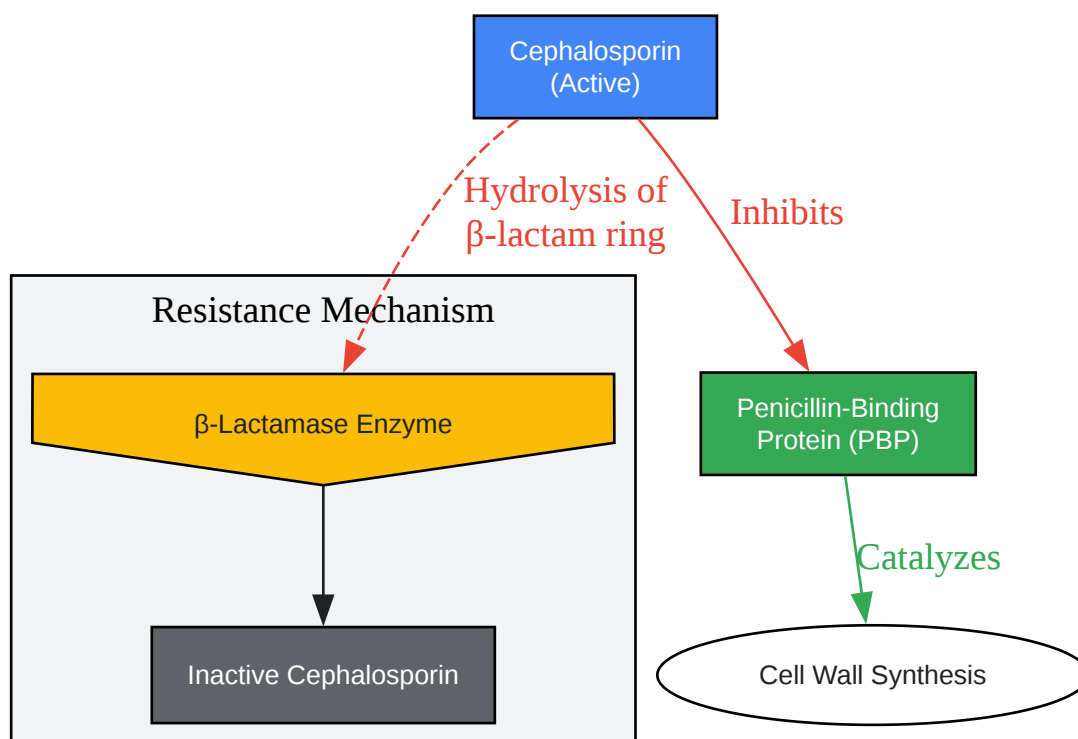 Cephalosporin
(Active)
Hydrolysis of
β-lactam ring
Inhibits
Resistance Mechanism
β-Lactamase Enzyme
Penicillin-Binding
Protein (PBP)
Catalyzes
Inactive Cephalosporin
Cell Wall Synthesis